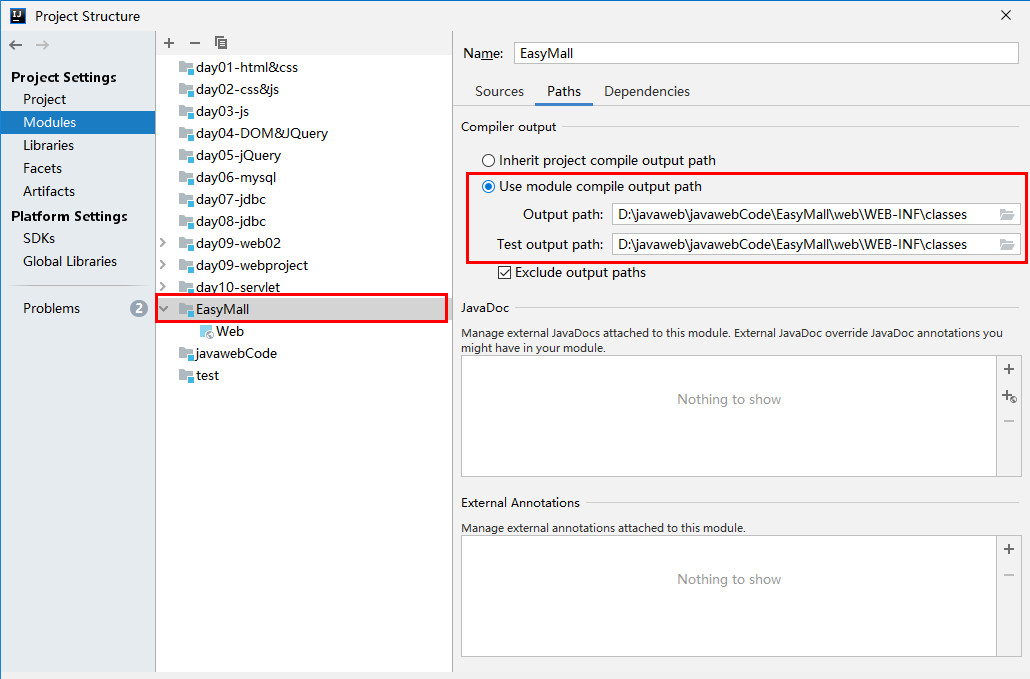 Project Structure
Project Settings
Project
Modules
Libraries
Facets
Artifacts
Platform Settings
SDKs
Global Libraries
Problems
2
day01-html&css
day02-css&js
day03-js
day04-DOM&JQuery
day05-jQuery
day06-mysql
day07-jdbc
day08-jdbc
day09-web02
day09-webproject
day10-servlet
EasyMall
Web
javawebCode
test
Name: EasyMall
Sources Paths Dependencies
Compiler output
Inherit project compile output path
Use module compile output path
Output path: D:\javaweb\javawebCode\EasyMall\web\WEB-INF\classes
Test output path: D:\javaweb\javawebCode\EasyMall\web\WEB-INF\classes
Exclude output paths
JavaDoc
Manage external JavaDocs attached to this module. External JavaDoc override JavaDoc annotations you
might have in your module.
Nothing to show
External Annotations
Manage external annotations attached to this module.
Nothing to show